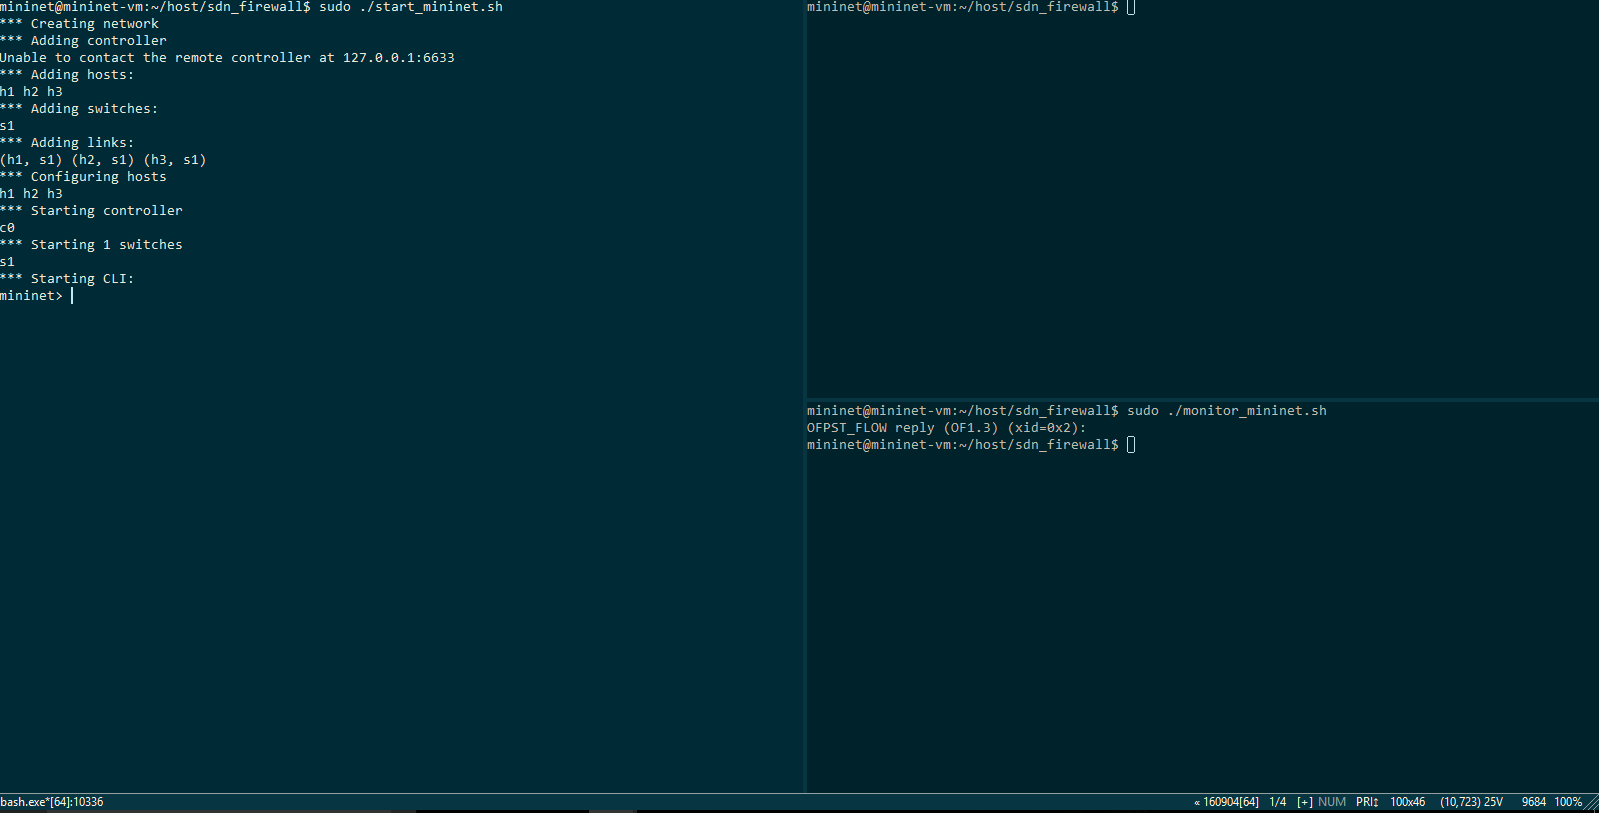 mininet@mininet-vm:~/host/sdn_firewall$ sudo ./start_mininet.sh
*** Creating network
*** Adding controller
Unable to contact the remote controller at 127.0.0.1:6633
*** Adding hosts:
h1 h2 h3
*** Adding switches:
s1
*** Adding links:
(h1, s1) (h2, s1) (h3, s1)
*** Configuring hosts
h1 h2 h3
*** Starting controller
c0
*** Starting 1 switches
s1
*** Starting CLI:
mininet>
mininet@mininet-vm:~/host/sdn_firewall$
mininet@mininet-vm:~/host/sdn_firewall$ sudo ./monitor_mininet.sh
OFPST_FLOW reply (OF1.3) (xid=0x2):
mininet@mininet-vm:~/host/sdn_firewall$
bash.exe*[64]:10336 « 160904[64] 1/4 [+] NUM PRI↕ 100x46 (10,723) 25V 9684 100%